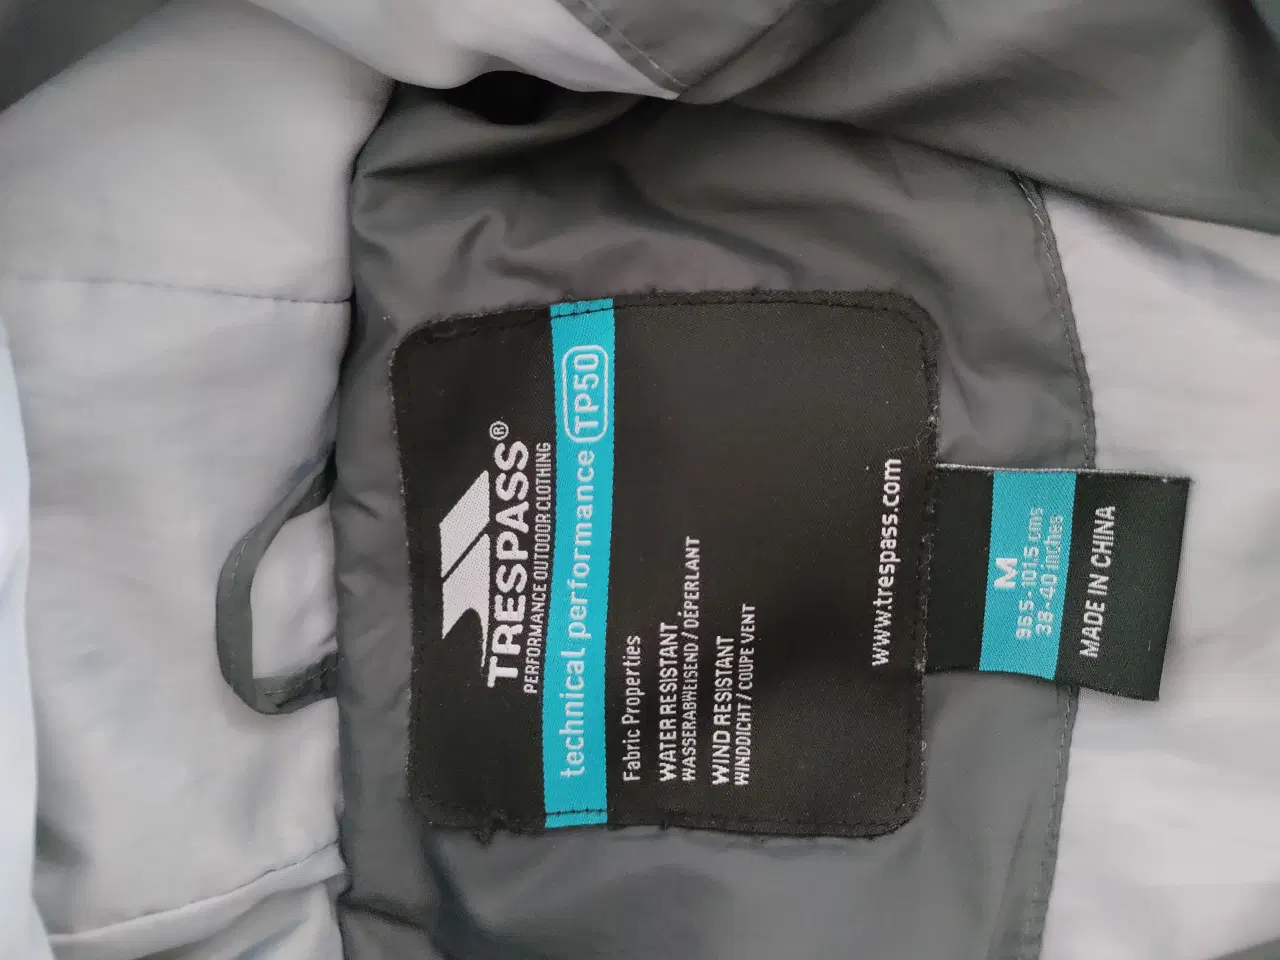 TRESPASS®
PERFORMANCE OUTDOOR CLOTHING
technical performance TP50
Fabric Properties
WATER RESISTANT
WASSERABWEISEND / DÉPERLANT
WIND RESISTANT
WINDDICHT / COUPE VENT
www.trespass.com
M
96.5-101.5 cms
38-40 inches
MADE IN CHINA